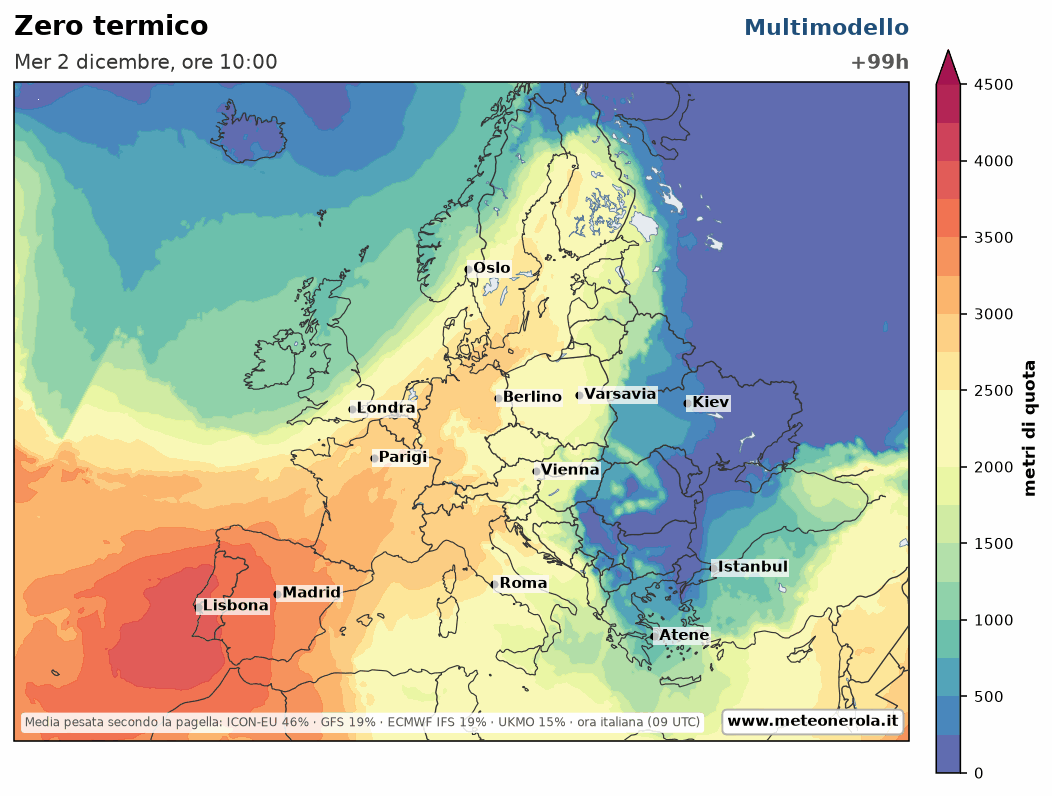 Zero termico
Multimodello
Mer 2 dicembre, ore 10:00
+99h
4500
4000
3500
3000
2500
2000
1500
1000
500
0
metri di quota
Oslo
Londra
Berlino
Varsavia
Kiev
Parigi
Vienna
Roma
Istanbul
Madrid
Lisbona
Atene
Media pesata secondo la pagella: ICON-EU 46% · GFS 19% · ECMWF IFS 19% · UKMO 15% · ora italiana (09 UTC)
www.meteonerola.it